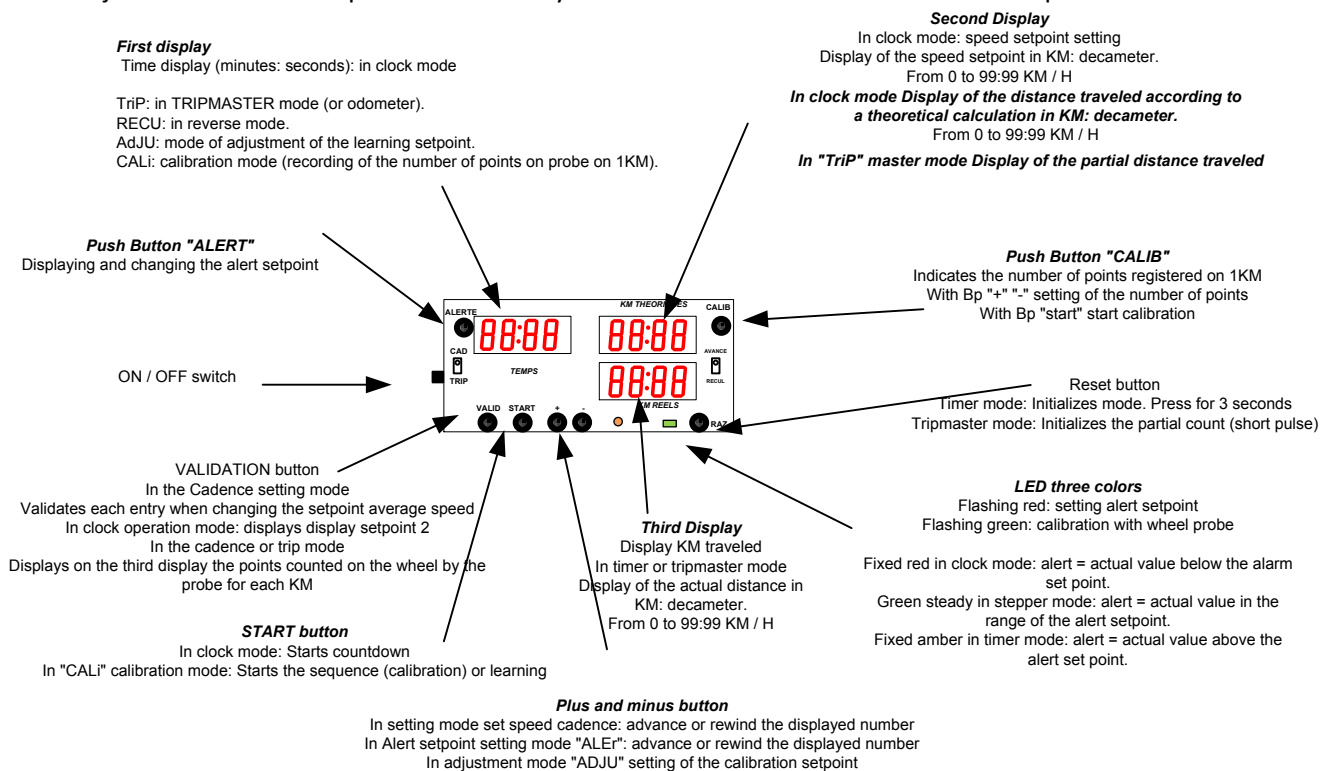 First display
Time display (minutes: seconds): in clock mode
TriP: in TRIPMASTER mode (or odometer).
RECU: in reverse mode.
AdJU: mode of adjustment of the learning setpoint.
CALi: calibration mode (recording of the number of points on probe on 1KM).
Second Display
In clock mode: speed setpoint setting
Display of the speed setpoint in KM: decameter.
From 0 to 99:99 KM / H
In clock mode Display of the distance traveled according to
a theoretical calculation in KM: decameter.
From 0 to 99:99 KM / H
In "TriP" master mode Display of the partial distance traveled
Push Button "ALERT"
Displaying and changing the alert setpoint
Push Button "CALIB"
Indicates the number of points registered on 1KM
With Bp "+" "-" setting of the number of points
With Bp "start" start calibration
ON / OFF switch
ALERTE
KM THEORIQUES
CALIB
88:88
88:88
CAD
TRIP
TEMPS
AVANCE
RECUL
88:88
KM REELS
VALID
START
+
-
RAZ
Reset button
Timer mode: Initializes mode. Press for 3 seconds
Tripmaster mode: Initializes the partial count (short pulse)
VALIDATION button
In the Cadence setting mode
Validates each entry when changing the setpoint average speed
In clock operation mode: displays display setpoint 2
In the cadence or trip mode
Displays on the third display the points counted on the wheel by the
probe for each KM
Third Display
Display KM traveled
In timer or tripmaster mode
Display of the actual distance in
KM: decameter.
From 0 to 99:99 KM / H
LED three colors
Flashing red: setting alert setpoint
Flashing green: calibration with wheel probe
Fixed red in clock mode: alert = actual value below the alarm
set point.
Green steady in stepper mode: alert = actual value in the
range of the alert setpoint.
Fixed amber in timer mode: alert = actual value above the
alert set point.
START button
In clock mode: Starts countdown
In "CALi" calibration mode: Starts the sequence (calibration) or learning
Plus and minus button
In setting mode set speed cadence: advance or rewind the displayed number
In Alert setpoint setting mode "ALEr": advance or rewind the displayed number
In adjustment mode "ADJU" setting of the calibration setpoint